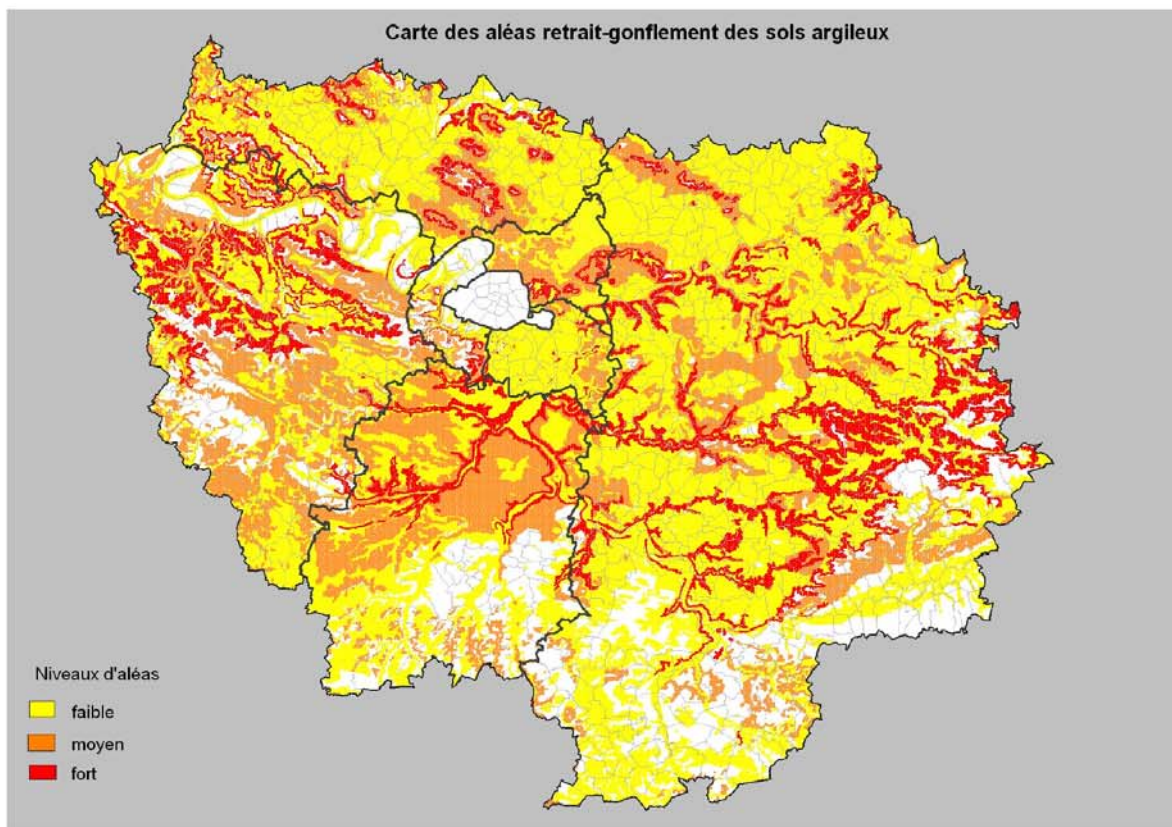 Carte des aléas retrait-gonflement des sols argileux
Niveaux d'aléas
faible
moyen
fort